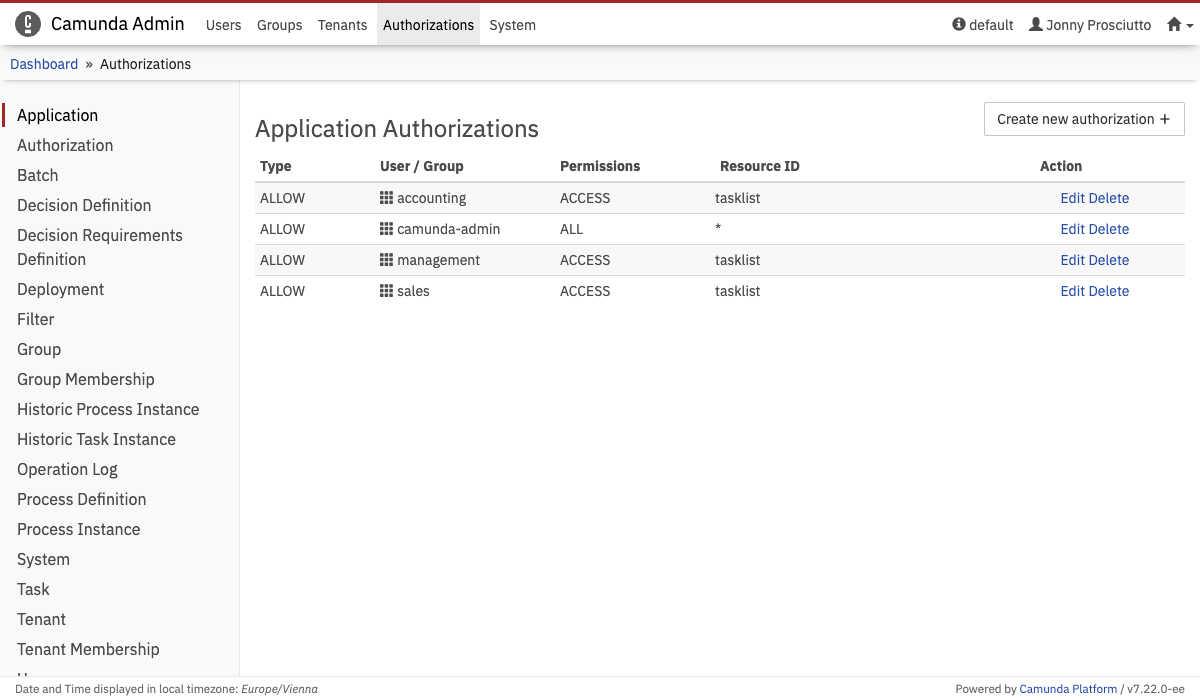 Camunda Admin Users Groups Tenants Authorizations System default Jonny Prosciutto
Dashboard » Authorizations
Application
Authorization
Batch
Decision Definition
Decision Requirements
Definition
Deployment
Filter
Group
Group Membership
Historic Process Instance
Historic Task Instance
Operation Log
Process Definition
Process Instance
System
Task
Tenant
Tenant Membership
Application Authorizations
Create new authorization +
Type User / Group Permissions Resource ID Action
ALLOW accounting ACCESS tasklist Edit Delete
ALLOW camunda-admin ALL * Edit Delete
ALLOW management ACCESS tasklist Edit Delete
ALLOW sales ACCESS tasklist Edit Delete
Date and Time displayed in local timezone: Europe/Vienna
Powered by Camunda Platform / v7.22.0-ee